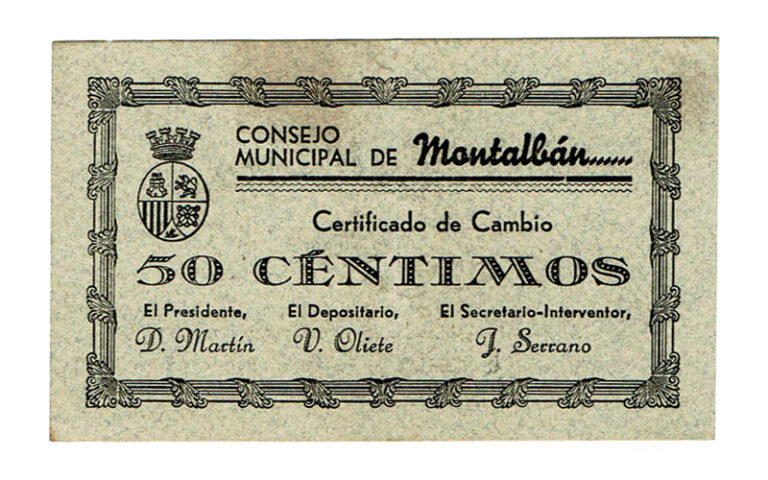 CONSEJO
MUNICIPAL DE Montalbán......
Certificado de Cambio
50 CÉNTIMOS
El Presidente, El Depositario, El Secretario-Interventor,
D. Martín V. Oliete J. Serrano